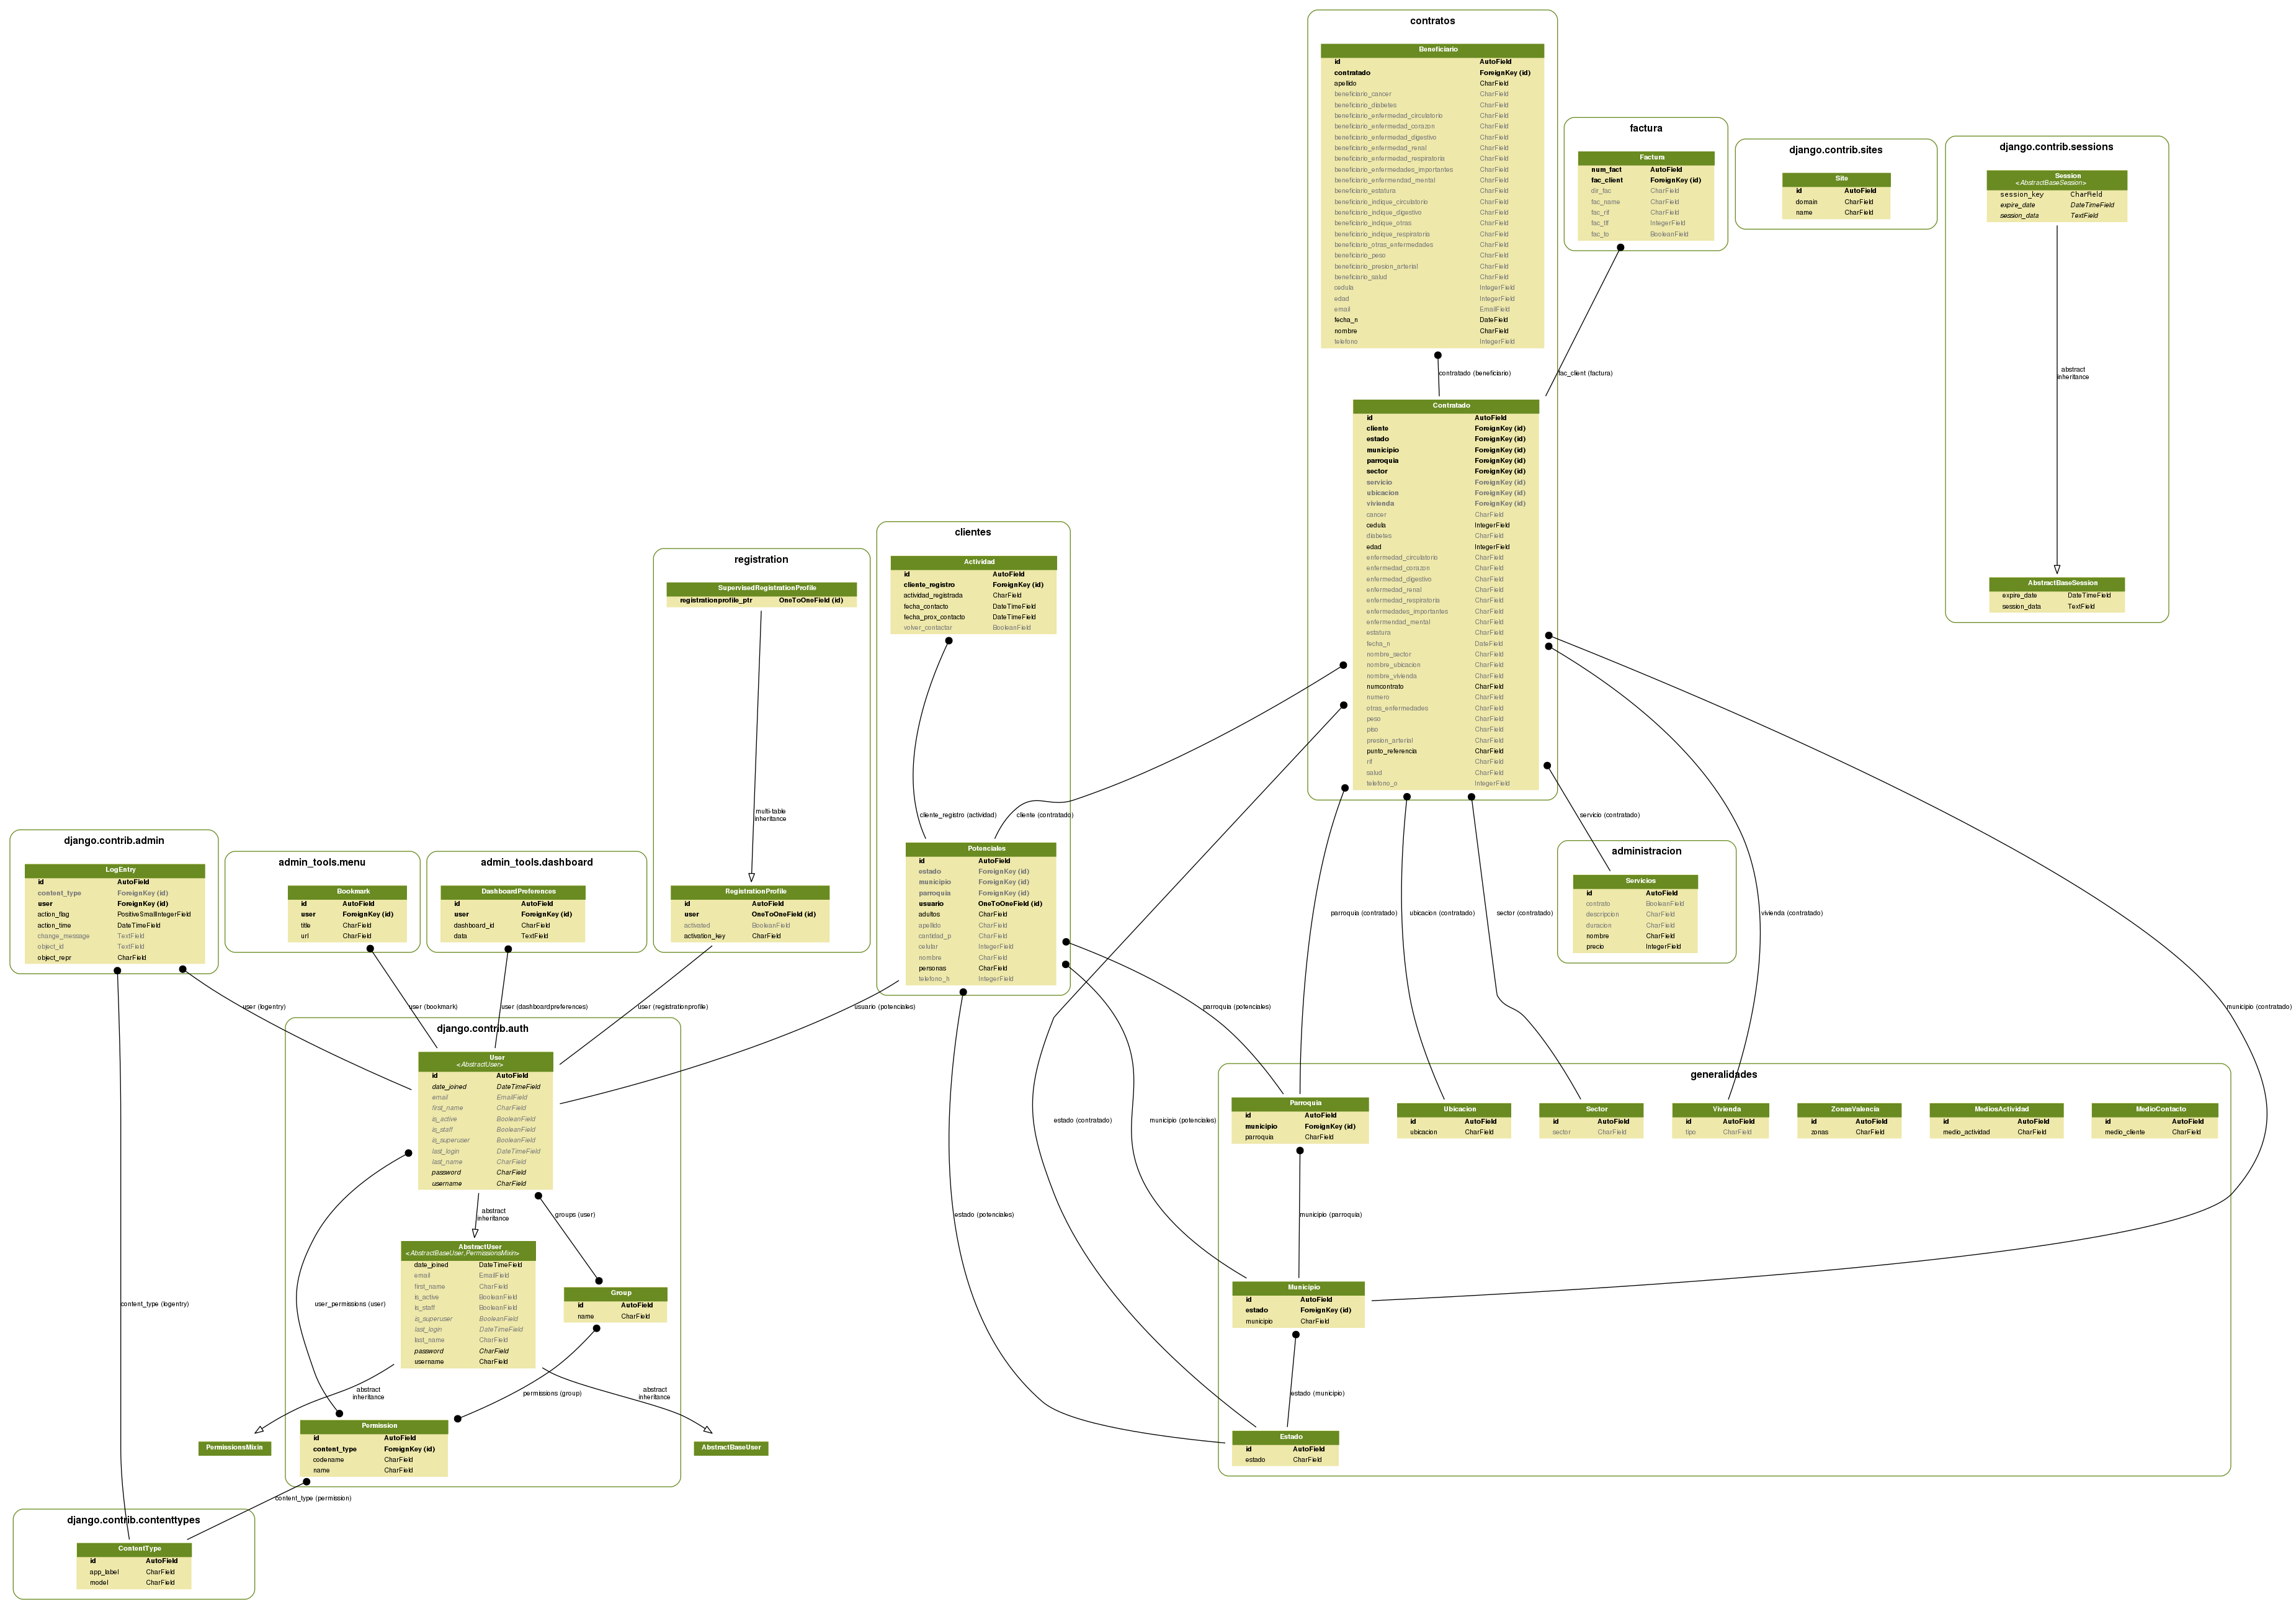 contratos
Beneficiario
id AutoField
contratado ForeignKey (id)
apelido CharField
beneficiario_cancer CharField
beneficiario_diabetes CharField
beneficiario_enfermedad_circulatorio CharField
beneficiario_enfermedad_corazon CharField
beneficiario_enfermedad_digestivo CharField
beneficiario_enfermedad_renal CharField
beneficiario_enfermedad_respiratoria CharField
beneficiario_enfermedades_importantes CharField
beneficiario_enfermendad_mental CharField
beneficiario_estatura CharField
beneficiario_indique_circulatorio CharField
beneficiario_indique_digestivo CharField
beneficiario_indique_otras CharField
beneficiario_indique_respiratoria CharField
beneficiario_otras_enfermedades CharField
beneficiario_peso CharField
beneficiario_presion_arterial CharField
beneficiario_salud CharField
cedula IntegerField
edad IntegerField
email EmailField
fecha_n DateField
nombre CharField
telefono IntegerField
contratado (beneficiario)
Contratado
id AutoField
cliente ForeignKey (id)
estado ForeignKey (id)
municipio ForeignKey (id)
parroquia ForeignKey (id)
sector ForeignKey (id)
servicio ForeignKey (id)
ubicacion ForeignKey (id)
vivienda ForeignKey (id)
cancer CharField
cedula IntegerField
diabetes CharField
edad IntegerField
enfermedad_circulatorio CharField
enfermedad_corazon CharField
enfermedad_digestivo CharField
enfermedad_renal CharField
enfermedad_respiratoria CharField
enfermedades_importantes CharField
enfermendad_mental CharField
estatura CharField
fecha_n DateField
nombre_sector CharField
nombre_ubicacion CharField
nombre_vivienda CharField
numcontrato CharField
numero CharField
otras_enfermedades CharField
peso CharField
piso CharField
presion_arterial CharField
punto_referencia CharField
rif CharField
salud CharField
telefono_o IntegerField
factura
Factura
num_fact AutoField
fac_client ForeignKey (id)
dir_fac CharField
fac_name CharField
fac_rif CharField
fac_tlf IntegerField
fac_to BooleanField
fac_client (factura)
django.contrib.sites
Site
id AutoField
domain CharField
name CharField
django.contrib.sessions
Session
<AbstractBaseSession>
session_key CharField
expire_date DateTimeField
session_data TextField
abstract
inheritance
AbstractBaseSession
expire_date DateTimeField
session_data TextField
clientes
Actividad
id AutoField
cliente_registro ForeignKey (id)
actividad_registrada CharField
fecha_contacto DateTimeField
fecha_prox_contacto DateTimeField
volver_contactar BooleanField
cliente_registro (actividad)
cliente (contratado)
Potenciales
id AutoField
estado ForeignKey (id)
municipio ForeignKey (id)
parroquia ForeignKey (id)
usuario OneToOneField (id)
adultos CharField
apelido CharField
cantidad_p CharField
celular IntegerField
nombre CharField
personas CharField
telefono_h IntegerField
registration
SupervisedRegistrationProfile
registrationprofile_ptr OneToOneField (id)
multi-table
inheritance
RegistrationProfile
id AutoField
user OneToOneField (id)
activated BooleanField
activation_key CharField
django.contrib.admin
LogEntry
id AutoField
content_type ForeignKey (id)
user ForeignKey (id)
action_flag PositiveSmallIntegerField
action_time DateTimeField
change_message TextField
object_id TextField
object_repr CharField
admin_tools.menu
Bookmark
id AutoField
user ForeignKey (id)
title CharField
url CharField
admin_tools.dashboard
DashboardPreferences
id AutoField
user ForeignKey (id)
dashboard_id CharField
data TextField
servicio (contratado)
administracion
Servicios
id AutoField
contrato BooleanField
descripcion CharField
duracion CharField
nombre CharField
precio IntegerField
parroquia (contratado)
ubicacion (contratado)
sector (contratado)
vivienda (contratado)
user (logentry)
user (bookmark)
user (dashboardpreferences)
user (registrationprofile)
usuario (potenciales)
parroquia (potenciales)
municipio (contratado)
django.contrib.auth
User
<AbstractUser>
id AutoField
date_joined DateTimeField
email EmailField
first_name CharField
is_active BooleanField
is_staff BooleanField
is_superuser BooleanField
last_login DateTimeField
last_name CharField
password CharField
username CharField
abstract
inheritance
groups (user)
AbstractUser
<AbstractBaseUser,PermissionsMixin>
date_joined DateTimeField
email EmailField
first_name CharField
is_active BooleanField
is_staff BooleanField
is_superuser BooleanField
last_login DateTimeField
last_name CharField
password CharField
username CharField
Group
id AutoField
name CharField
user_permissions (user)
content_type (logentry)
abstract
inheritance
permissions (group)
abstract
inheritance
PermissionsMixin
Permission
id AutoField
content_type ForeignKey (id)
codename CharField
name CharField
AbstractBaseUser
content_type (permission)
django.contrib.contenttypes
ContentType
id AutoField
app_label CharField
model CharField
estado (contratado)
municipio (potenciales)
estado (potenciales)
generalidades
Parroquia
id AutoField
municipio ForeignKey (id)
parroquia CharField
Ubicacion
id AutoField
ubicacion CharField
Sector
id AutoField
sector CharField
Vivienda
id AutoField
tipo CharField
ZonasValencia
id AutoField
zonas CharField
MediosActividad
id AutoField
medio_actividad CharField
MedioContacto
id AutoField
medio_cliente CharField
municipio (parroquia)
Municipio
id AutoField
estado ForeignKey (id)
municipio CharField
estado (municipio)
Estado
id AutoField
estado CharField